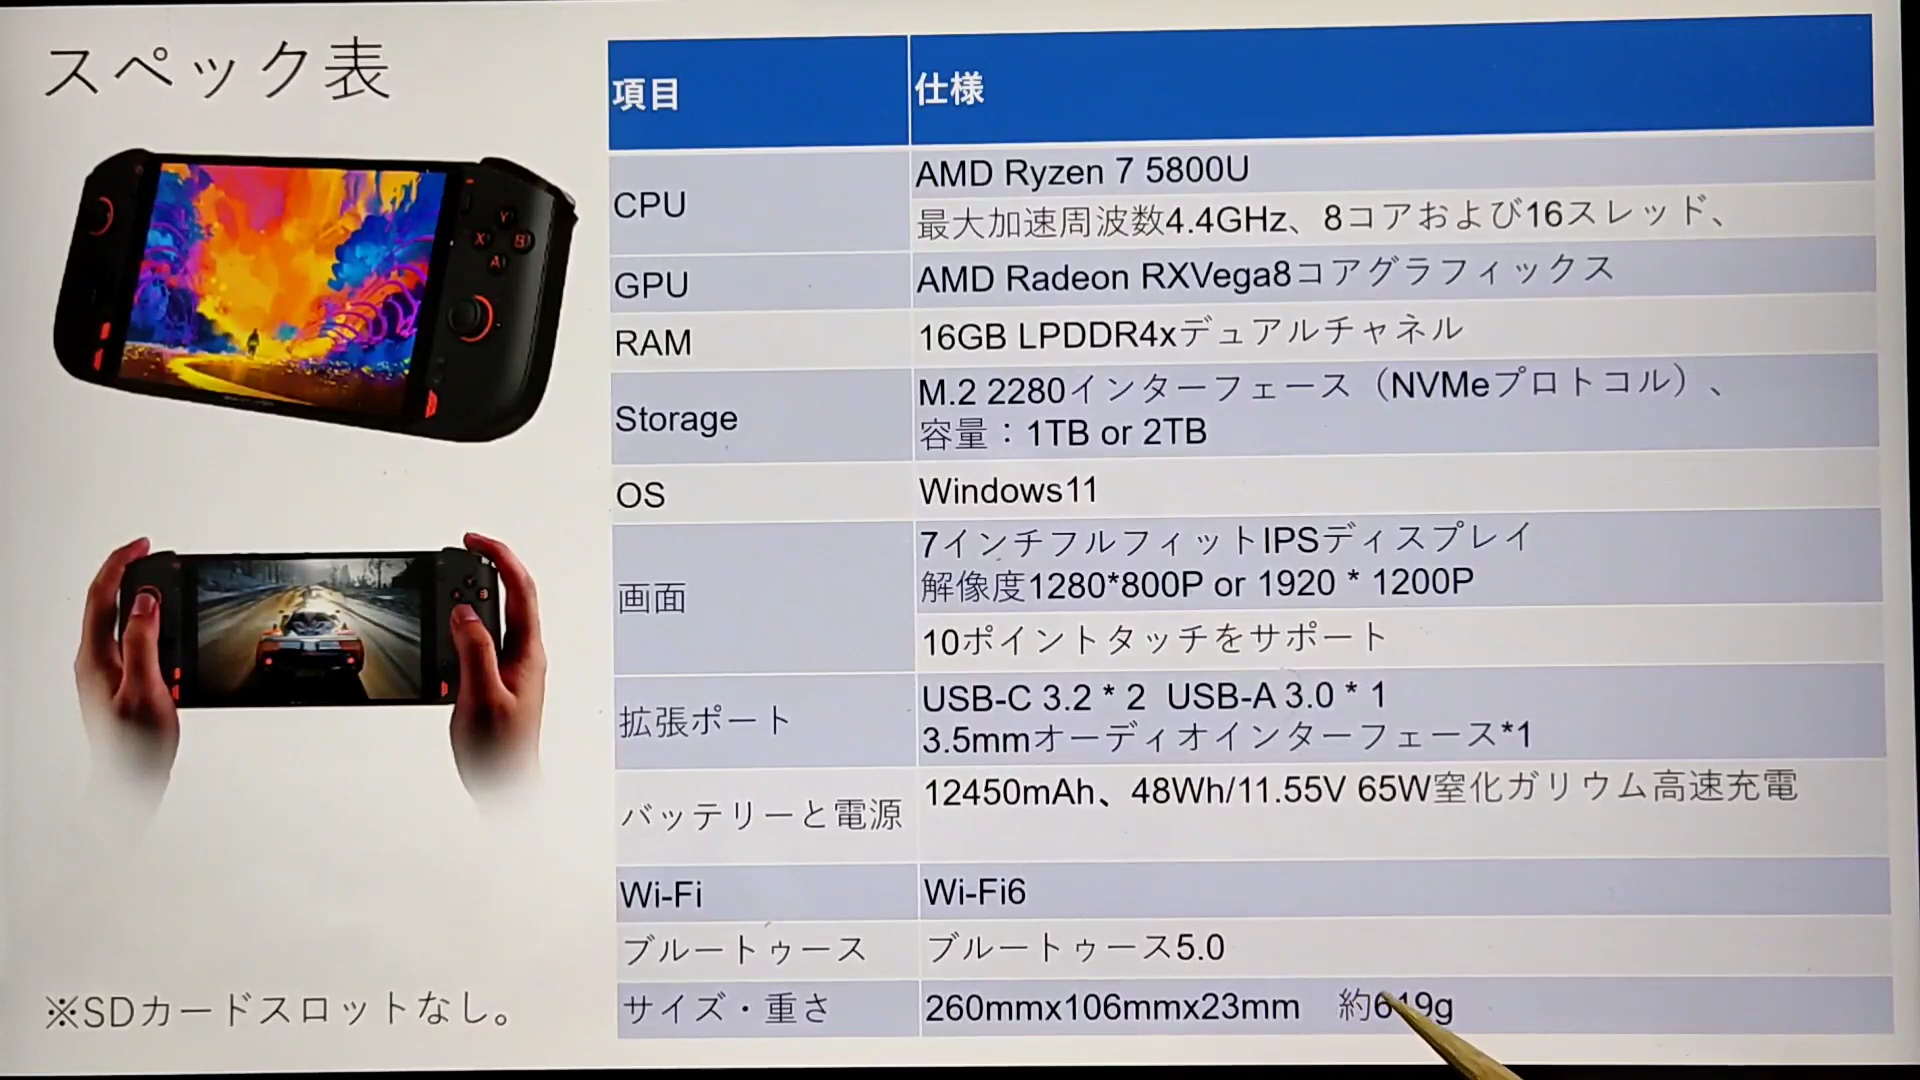 スペック表
項目 仕様
CPU AMD Ryzen 7 5800U
最大加速周波数4.4GHz、8コアおよび16スレッド、
GPU AMD Radeon RXVega8コアグラフィックス
RAM 16GB LPDDR4xデュアルチャネル
Storage M.2 2280インターフェース（NVMeプロトコル）、
容量：1TB or 2TB
OS Windows11
画面 7インチフルフィットIPSディスプレイ
解像度1280*800P or 1920 * 1200P
10ポイントタッチをサポート
拡張ポート USB-C 3.2 * 2 USB-A 3.0 * 1
3.5mmオーディオインターフェース*1
バッテリーと電源 12450mAh、48Wh/11.55V 65W窒化ガリウム高速充電
Wi-Fi Wi-Fi6
ブルートゥース ブルートゥース5.0
サイズ・重さ 260mmx106mmx23mm 約619g
※SDカードスロットなし。
Y
X B
A